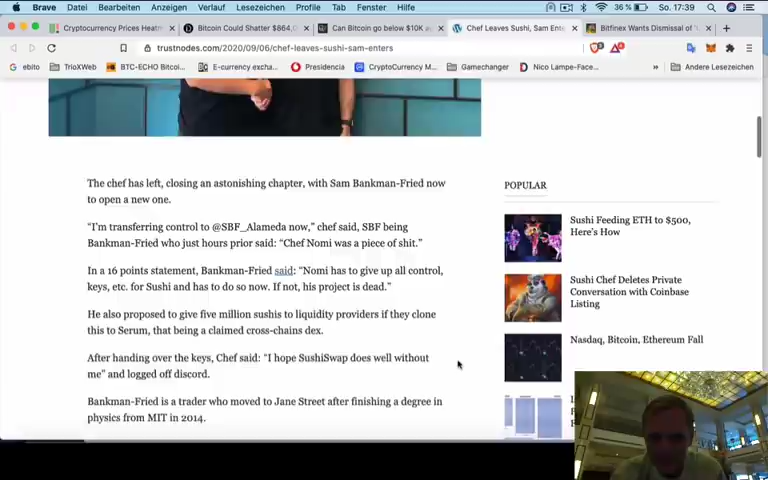 Brave Ablage Bearbeiten Anzeigen Verlauf Lesezeichen Profile Tab Fenster Hilfe 36 % So. 17:39
Cryptocurrency Prices Heatm
Bitcoin Could Shatter $864,0
Can Bitcoin go below $10K a
Chef Leaves Sushi, Sam Ente
Bitfinex Wants Dismissal of
trustnodes.com/2020/09/06/chef-leaves-sushi-sam-enters
ebito TrioXWeb BTC-ECHO Bitcoi... E-currency excha... Presidencia CryptoCurrency M... Gamechanger Nico Lampe-Face... » Andere Lesezeichen
The chef has left, closing an astonishing chapter, with Sam Bankman-Fried now
to open a new one.
“I'm transferring control to @SBF_Alameda now,” chef said, SBF being
Bankman-Fried who just hours prior said: “Chef Nomi was a piece of shit.”
In a 16 points statement, Bankman-Fried said: “Nomi has to give up all control,
keys, etc. for Sushi and has to do so now. If not, his project is dead.”
He also proposed to give five million sushis to liquidity providers if they clone
this to Serum, that being a claimed cross-chains dex.
After handing over the keys, Chef said: “I hope SushiSwap does well without
me” and logged off discord.
Bankman-Fried is a trader who moved to Jane Street after finishing a degree in
physics from MIT in 2014.
POPULAR
Sushi Feeding ETH to $500,
Here's How
Sushi Chef Deletes Private
Conversation with Coinbase
Listing
Nasdaq, Bitcoin, Ethereum Fall